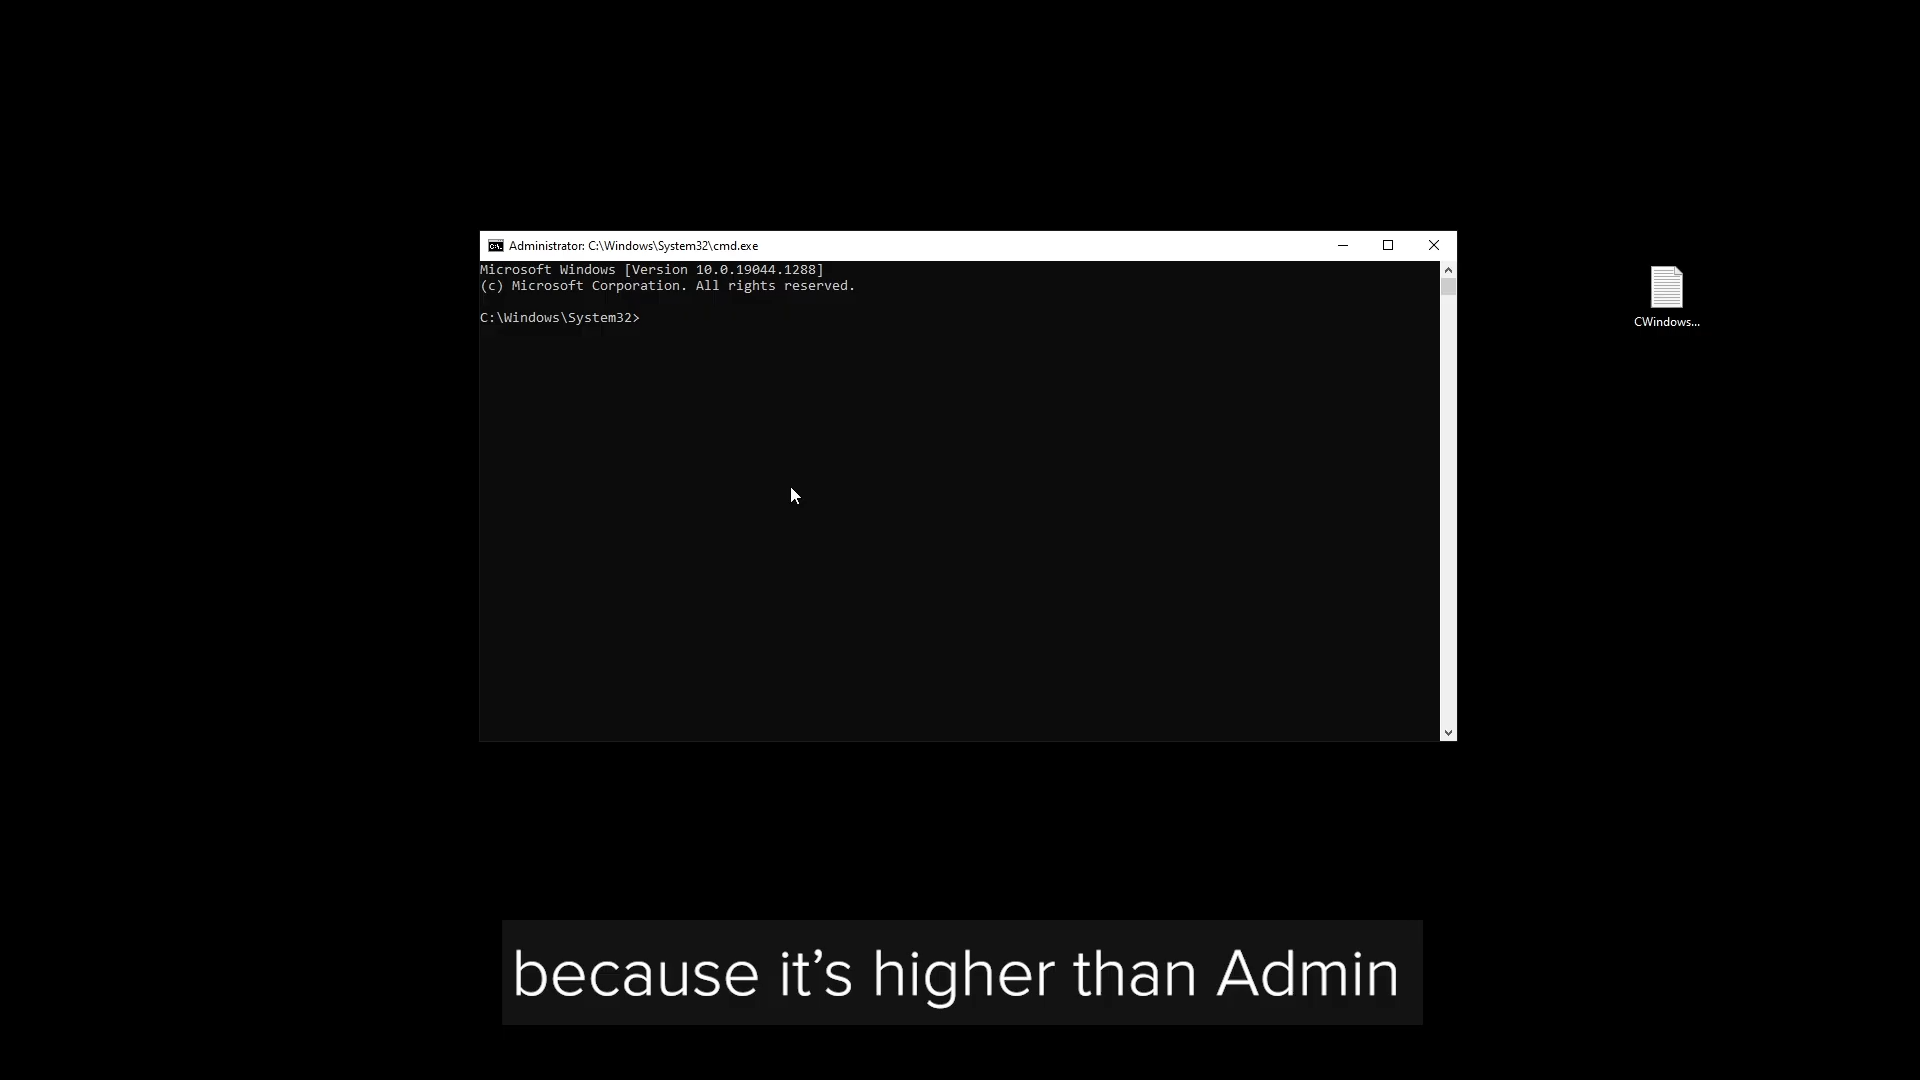 Administrator: C:\Windows\System32\cmd.exe
Microsoft Windows [Version 10.0.19044.1288]
(c) Microsoft Corporation. All rights reserved.
C:\Windows\System32>
CWindows...
because it’s higher than Admin